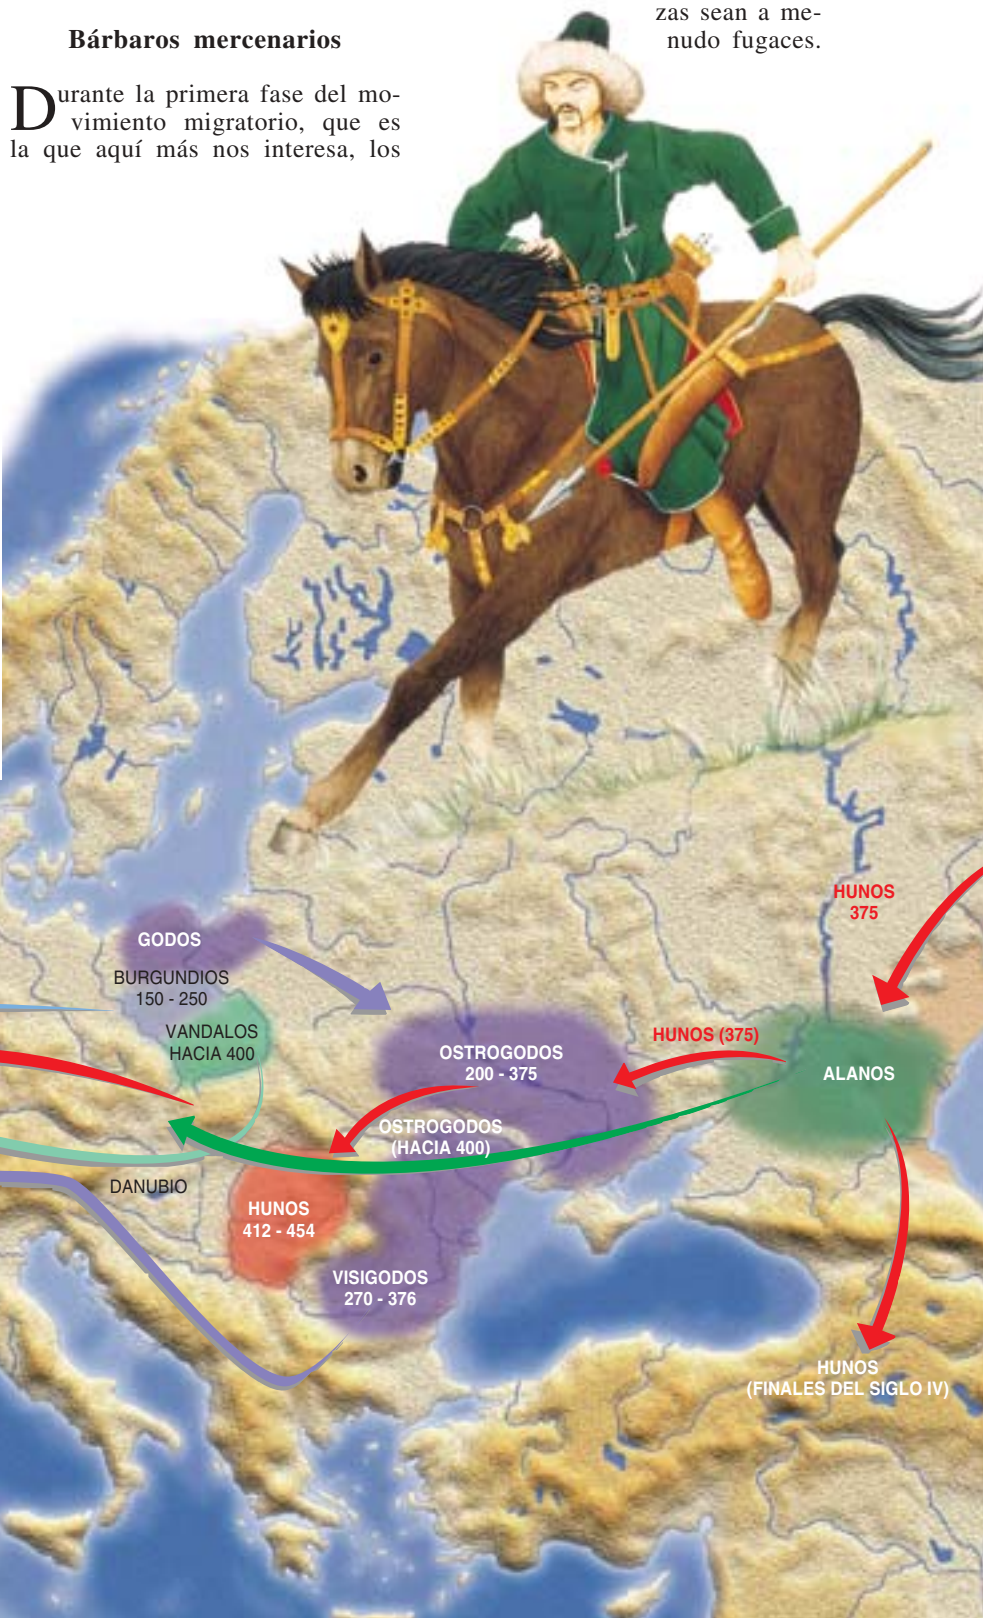 zas sean a me-
nudo fugaces.
Bárbaros mercenarios
Durante la primera fase del mo-
vimiento migratorio, que es
la que aquí más nos interesa, los
HUNOS
375
GODOS
BURGUNDIOS
150 - 250
VANDALOS
HACIA 400
OSTROGODOS
200 - 375
HUNOS (375)
ALANOS
OSTROGODOS
(HACIA 400)
DANUBIO
HUNOS
412 - 454
VISIGODOS
270 - 376
HUNOS
(FINALES DEL SIGLO IV)